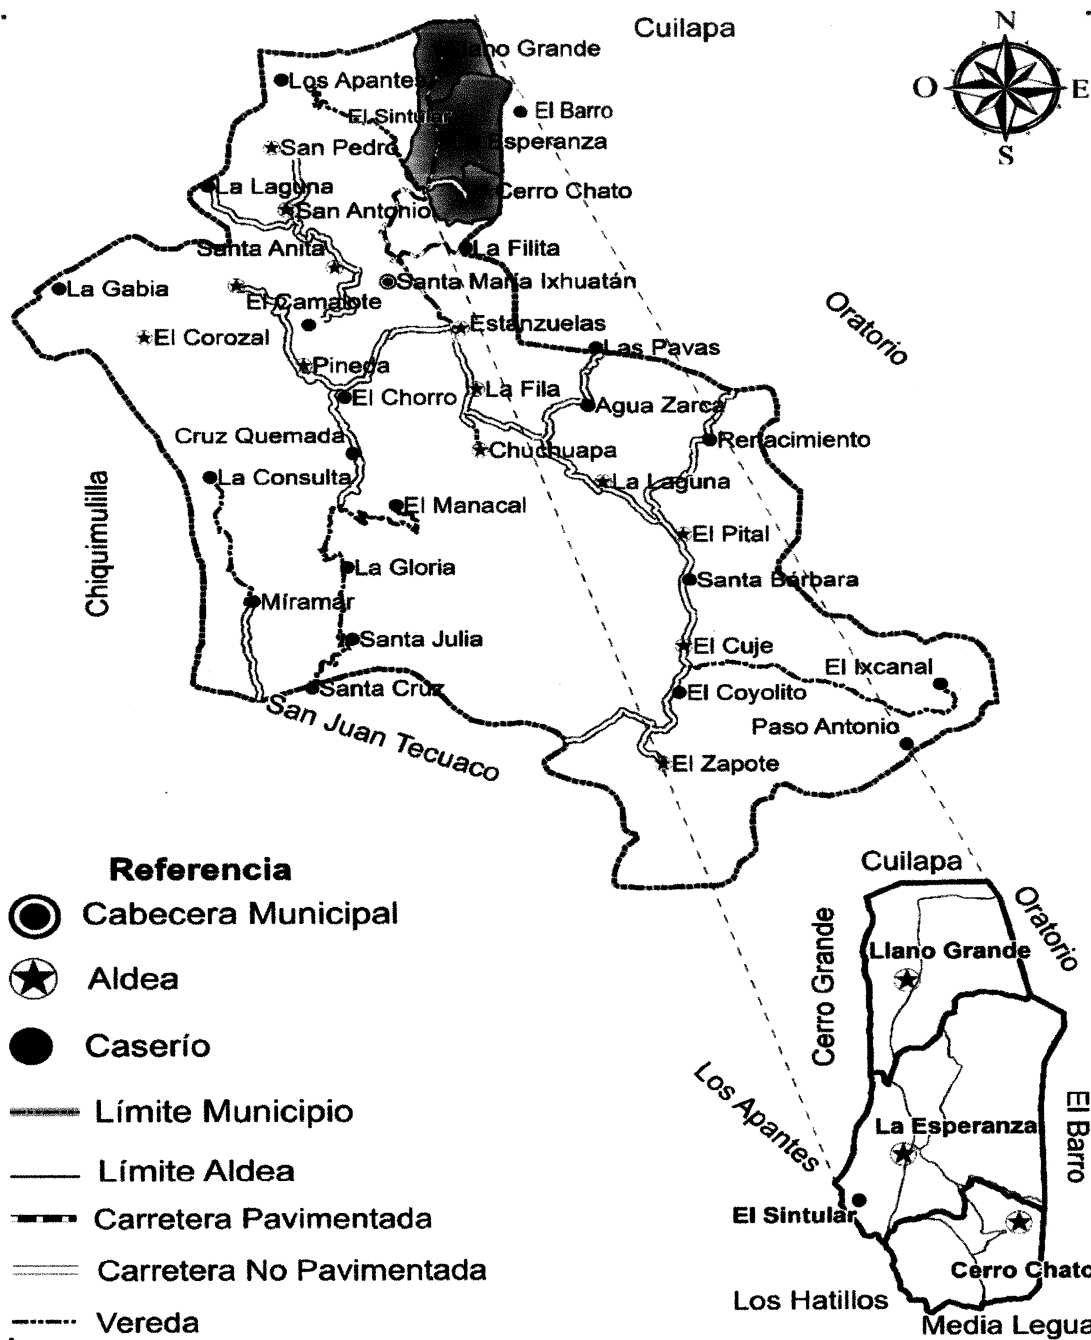 Cuilapa
N
O
E
S
Llano Grande
Los Apantes
El Sintular
El Barro
San Pedro
Esperanza
La Laguna
Cerro Chato
San Antonio
Santa Anita
La Filita
La Gabia
Santa María Ixhuatán
El Camalote
Oratorio
El Corozal
Estanzuelas
Las Pavas
Pineda
El Chorro
La Fila
Agua Zarca
Cruz Quemada
Chuchuapa
Renacimiento
La Consulta
La Laguna
El Manacal
El Pital
Chiquimulilla
La Gloria
Santa Bárbara
Míramar
Santa Julia
El Cuje
El Ixcanal
Santa Cruz
El Coyolito
San Juan Tecuaco
Paso Antonio
El Zapote
Referencia
Cabecera Municipal
Aldea
Caserío
Límite Municipio
Límite Aldea
Carretera Pavimentada
Carretera No Pavimentada
Vereda
Cuilapa
Oratorio
Cerro Grande
Llano Grande
Los Apantes
La Esperanza
El Barro
El Sintular
Cerro Chato
Los Hatillos
Media Legua